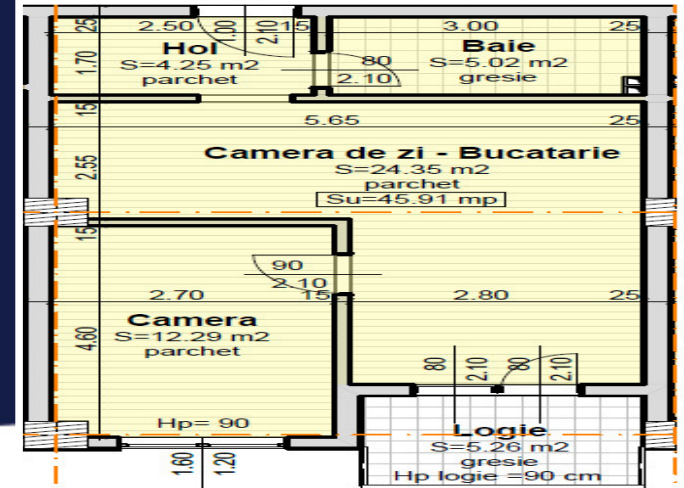 25
2.50
1.00
2.10
15
3.00
25
Hol
S=4.25 m2
parchet
1.70
80
2.10
Baie
S=5.02 m2
gresie
15
5.65
25
Camera de zi - Bucatarie
S=24.35 m2
parchet
Su=45.91 mp
2.55
15
90
2.10
2.70
15
2.80
25
Camera
S=12.29 m2
parchet
4.60
80
2.10
80
2.10
Hp= 90
Logie
S=5.26 m2
gresie
Hp logie =90 cm
1.60
1.20